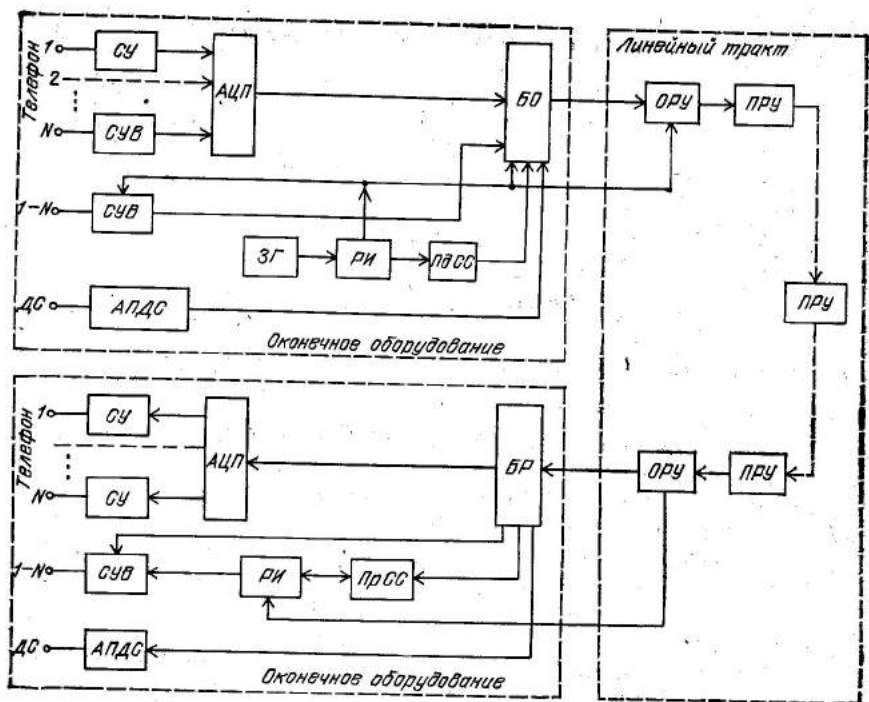 Телефон
1
СУ
2
N
СУВ
АЦП
БО
1-N
СУВ
ЗГ
РИ
ПдСС
ДС
АПДС
Оконечное оборудование
Линейный тракт
ОРУ
ПРУ
ПРУ
ПРУ
ОРУ
Телефон
1
СУ
N
СУ
АЦП
БР
1-N
СУВ
РИ
ПрСС
ДС
АПДС
Оконечное оборудование